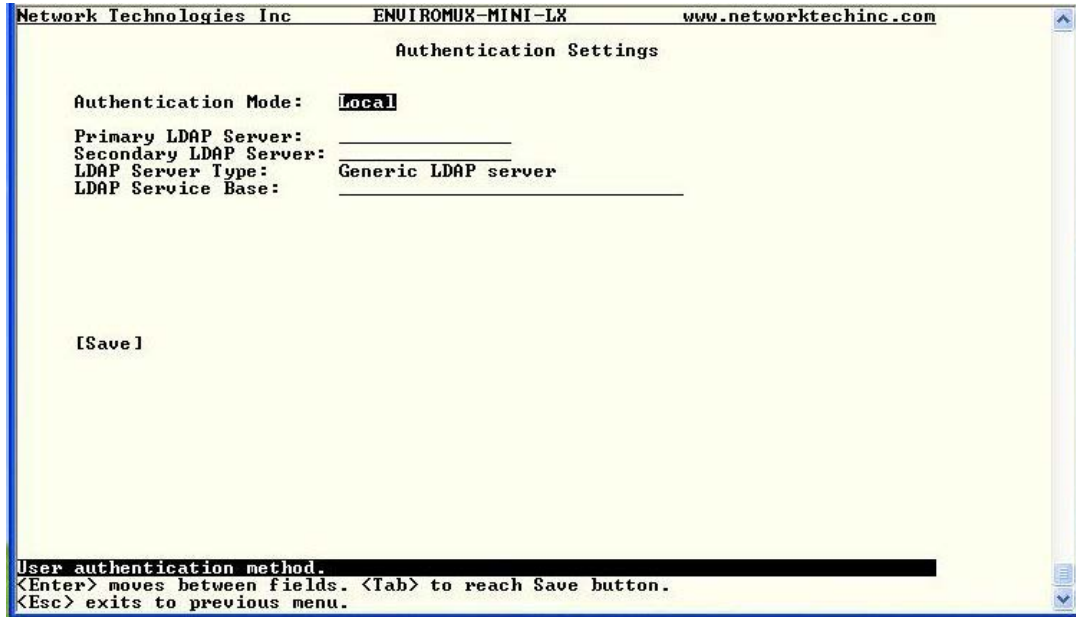 Network Technologies Inc ENVIROMUX-MINI-LX www.networktechinc.com
Authentication Settings
Authentication Mode: Local
Primary LDAP Server:
Secondary LDAP Server:
LDAP Server Type: Generic LDAP server
LDAP Service Base:
[Save]
User authentication method.
<Enter> moves between fields. <Tab> to reach Save button.
<Esc> exits to previous menu.